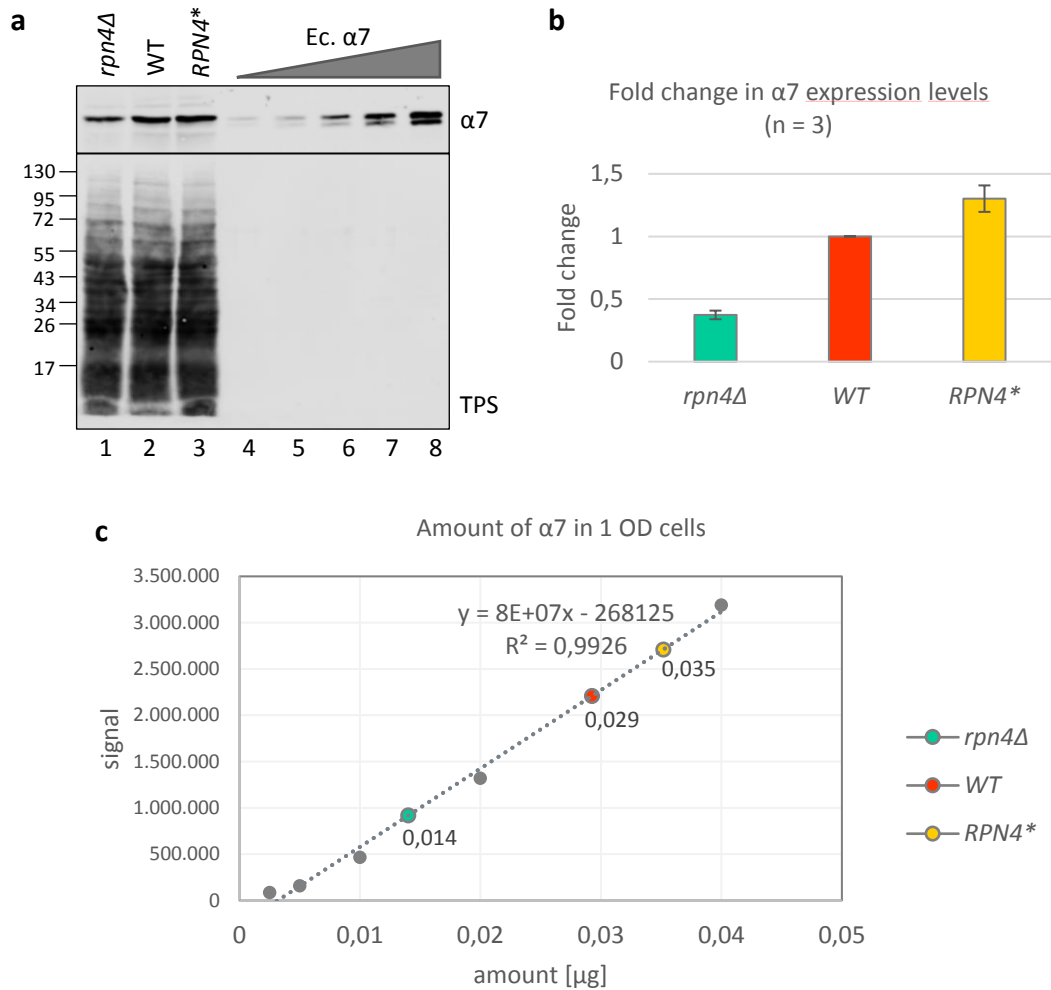 a
rpn4Δ WT RPN4* Ec. α7
α7
130
95
72
55
43
34
26
17
TPS
1 2 3 4 5 6 7 8
b
Fold change in α7 expression levels
(n = 3)
1,5
1
0,5
0
Fold change
rpn4Δ WT RPN4*
c
Amount of α7 in 1 OD cells
3.500.000
3.000.000
2.500.000
2.000.000
1.500.000
1.000.000
500.000
0
signal
y = 8E+07x - 268125
R² = 0,9926
0,035
0,029
0,014
0 0,01 0,02 0,03 0,04 0,05
amount [µg]
rpn4Δ
WT
RPN4*